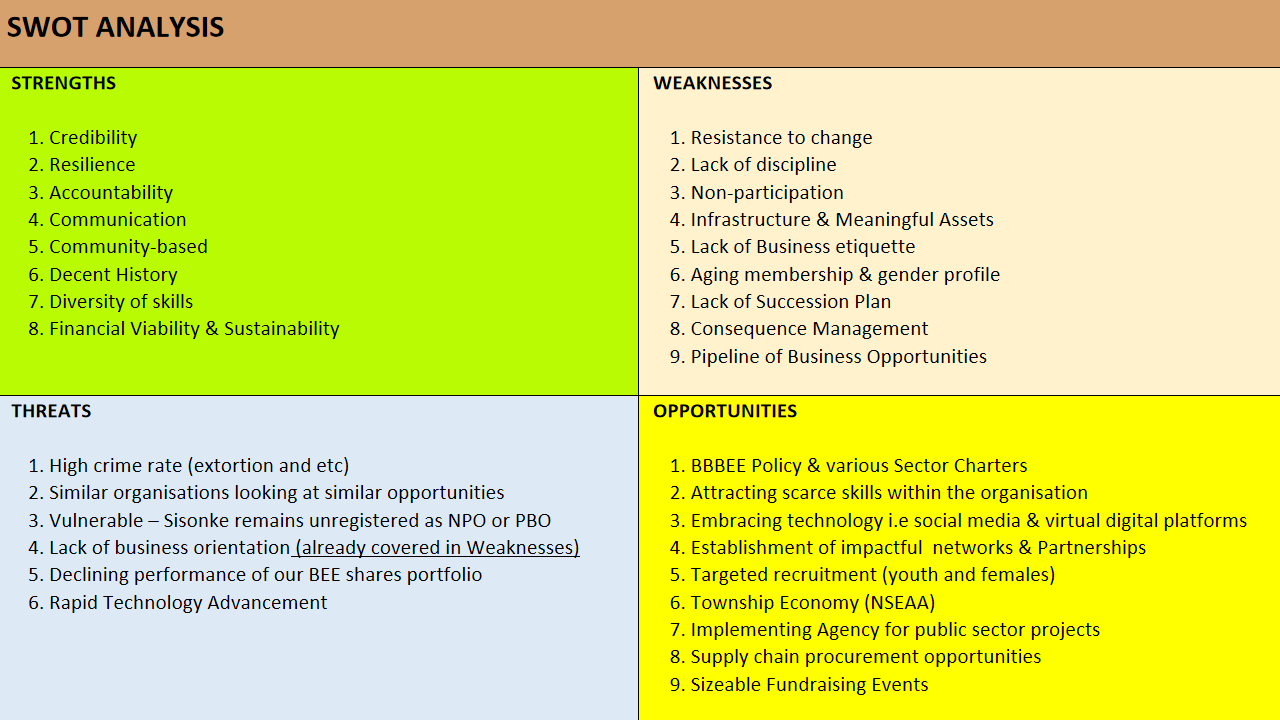 SWOT ANALYSIS
STRENGTHS
1. Credibility
2. Resilience
3. Accountability
4. Communication
5. Community-based
6. Decent History
7. Diversity of skills
8. Financial Viability & Sustainability
WEAKNESSES
1. Resistance to change
2. Lack of discipline
3. Non-participation
4. Infrastructure & Meaningful Assets
5. Lack of Business etiquette
6. Aging membership & gender profile
7. Lack of Succession Plan
8. Consequence Management
9. Pipeline of Business Opportunities
THREATS
1. High crime rate (extortion and etc)
2. Similar organisations looking at similar opportunities
3. Vulnerable – Sisonke remains unregistered as NPO or PBO
4. Lack of business orientation (already covered in Weaknesses)
5. Declining performance of our BEE shares portfolio
6. Rapid Technology Advancement
OPPORTUNITIES
1. BBBEE Policy & various Sector Charters
2. Attracting scarce skills within the organisation
3. Embracing technology i.e social media & virtual digital platforms
4. Establishment of impactful  networks & Partnerships
5. Targeted recruitment (youth and females)
6. Township Economy (NSEAA)
7. Implementing Agency for public sector projects
8. Supply chain procurement opportunities
9. Sizeable Fundraising Events